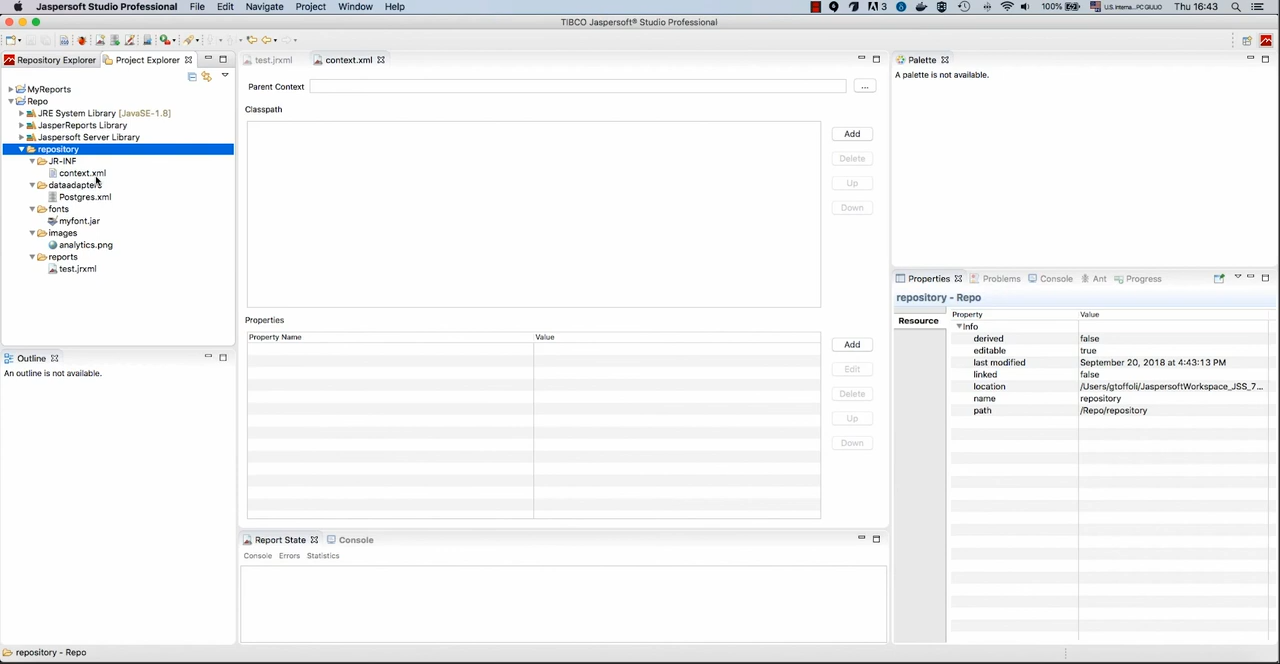 Jaspersoft Studio Professional File Edit Navigate Project Window Help
3 100% U.S. Interna...PC GIULIO Thu 16:43
TIBCO Jaspersoft® Studio Professional
Repository Explorer Project Explorer
MyReports
Repo
JRE System Library [JavaSE-1.8]
JasperReports Library
Jaspersoft Server Library
repository
JR-INF
context.xml
dataadapters
Postgres.xml
fonts
myfont.jar
images
analytics.png
reports
test.jrxml
Outline
An outline is not available.
test.jrxml context.xml
Parent Context ...
Classpath
Add
Delete
Up
Down
Properties
Property Name Value
Add
Edit
Delete
Up
Down
Report State Console
Console Errors Statistics
Palette
A palette is not available.
Properties Problems Console Ant Progress
repository - Repo
Resource
Property Value
Info
derived false
editable true
last modified September 20, 2018 at 4:43:13 PM
linked false
location /Users/gtoffoli/JaspersoftWorkspace_JSS_7...
name repository
path /Repo/repository
repository - Repo